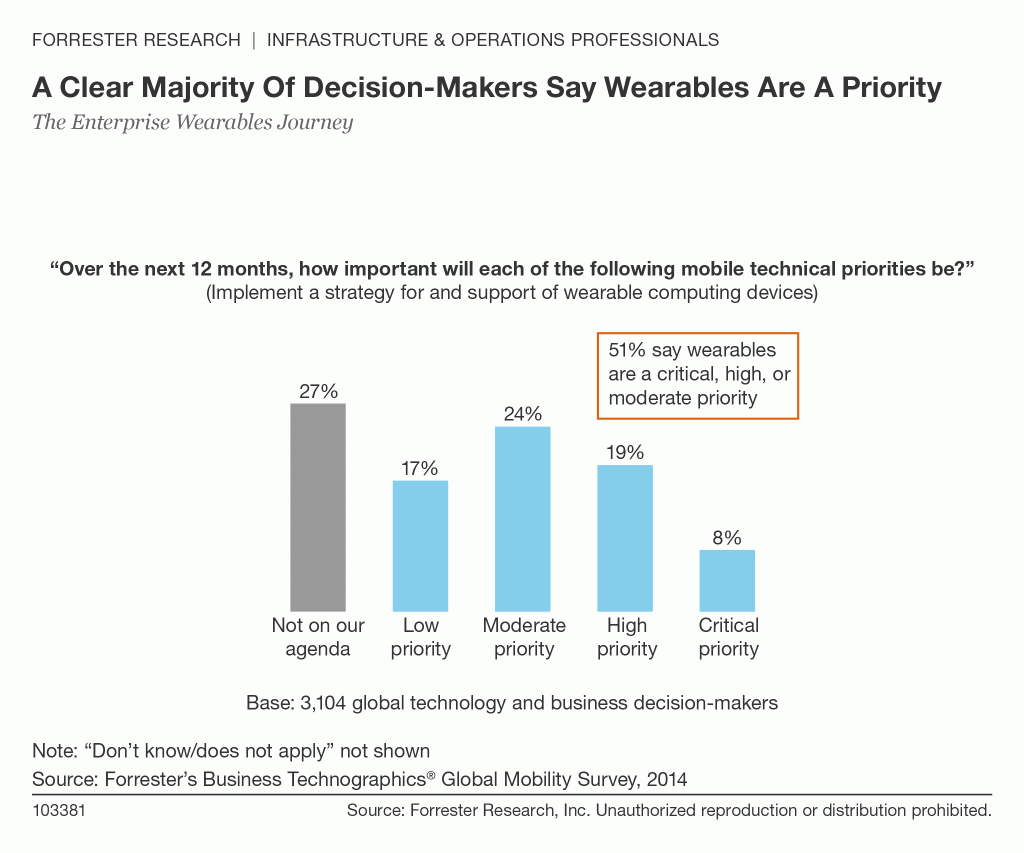 FORRESTER RESEARCH | INFRASTRUCTURE & OPERATIONS PROFESSIONALS
A Clear Majority Of Decision-Makers Say Wearables Are A Priority
The Enterprise Wearables Journey
“Over the next 12 months, how important will each of the following mobile technical priorities be?”
(Implement a strategy for and support of wearable computing devices)
51% say wearables
are a critical, high, or
moderate priority
27%
17%
24%
19%
8%
Not on our
agenda
Low
priority
Moderate
priority
High
priority
Critical
priority
Base: 3,104 global technology and business decision-makers
Note: “Don’t know/does not apply” not shown
Source: Forrester’s Business Technographics® Global Mobility Survey, 2014
103381
Source: Forrester Research, Inc. Unauthorized reproduction or distribution prohibited.